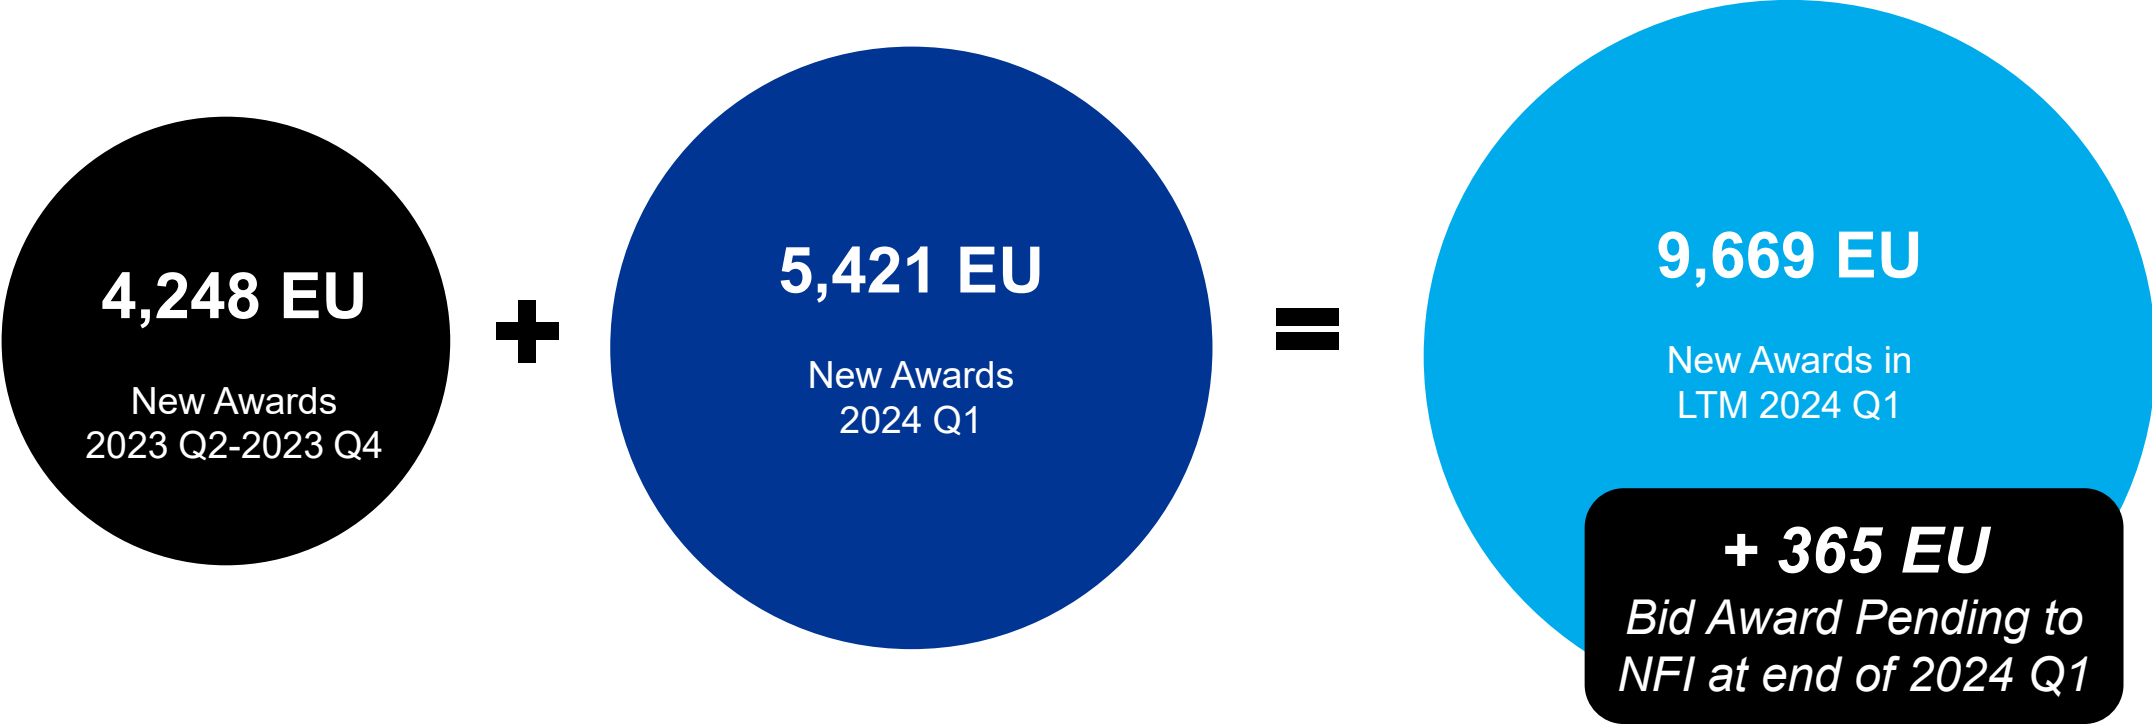 4,248 EU
New Awards
2023 Q2-2023 Q4
+
5,421 EU
New Awards
2024 Q1
=
9,669 EU
New Awards in
LTM 2024 Q1
+ 365 EU
Bid Award Pending to
NFI at end of 2024 Q1